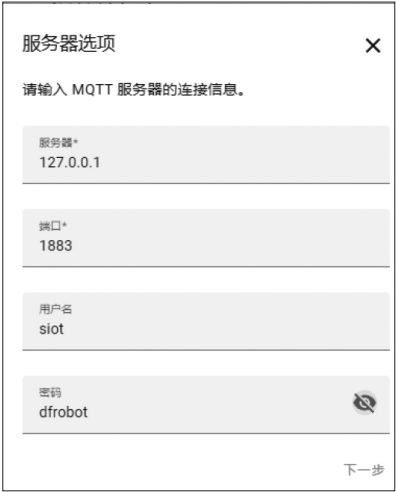 服务器选项
请输入 MQTT 服务器的连接信息。
服务器*
127.0.0.1
端口*
1883
用户名
siot
密码
dfrobot
下一步